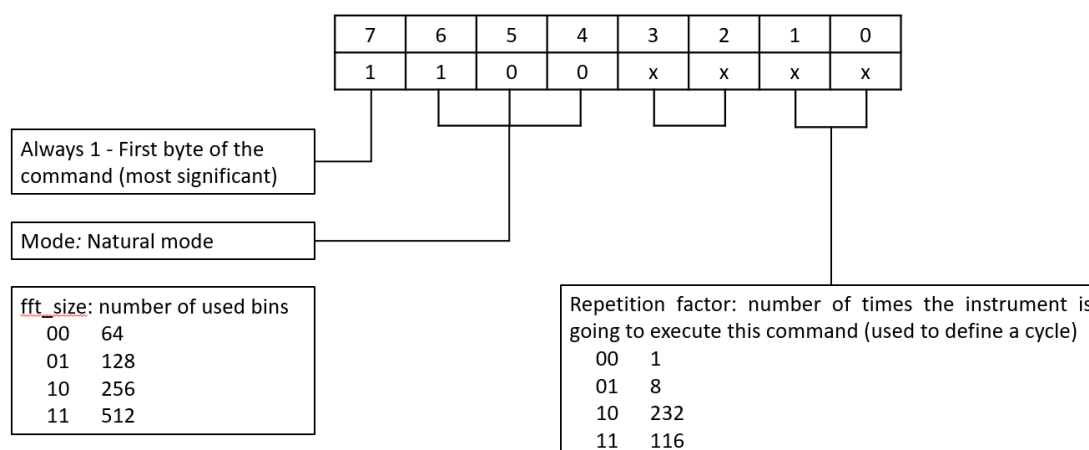 7 6 5 4 3 2 1 0
1 1 0 0 x x x x
Always 1 - First byte of the
command (most significant)
Mode: Natural mode
fft_size: number of used bins
00 64
01 128
10 256
11 512
Repetition factor: number of times the instrument is
going to execute this command (used to define a cycle)
00 1
01 8
10 232
11 116